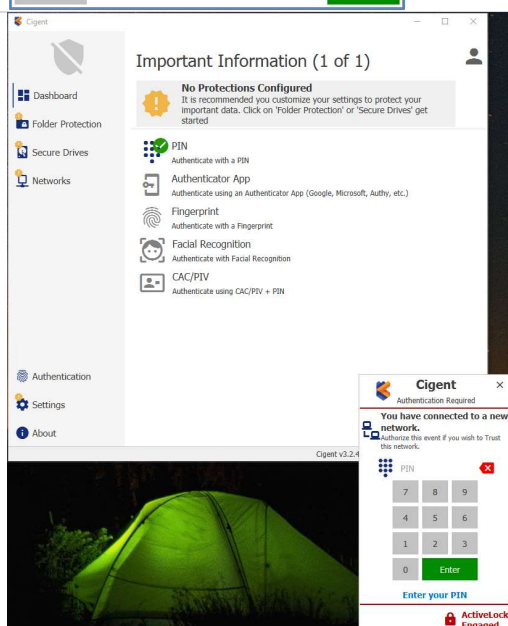 Cigent
Important Information (1 of 1)
No Protections Configured
It is recommended you customize your settings to protect your
important data. Click on 'Folder Protection' or 'Secure Drives' get
started
Dashboard
Folder Protection
Secure Drives
Networks
PIN
Authenticate with a PIN
Authenticator App
Authenticate using an Authenticator App (Google, Microsoft, Authy, etc.)
Fingerprint
Authenticate with a Fingerprint
Facial Recognition
Authenticate with Facial Recognition
CAC/PIV
Authenticate using CAC/PIV + PIN
Authentication
Settings
About
Cigent v3.2.4
Cigent
Authentication Required
You have connected to a new
network.
Authorize this event if you wish to Trust
this network.
PIN
7 8 9
4 5 6
1 2 3
0 Enter
Enter your PIN
ActiveLock
Engaged